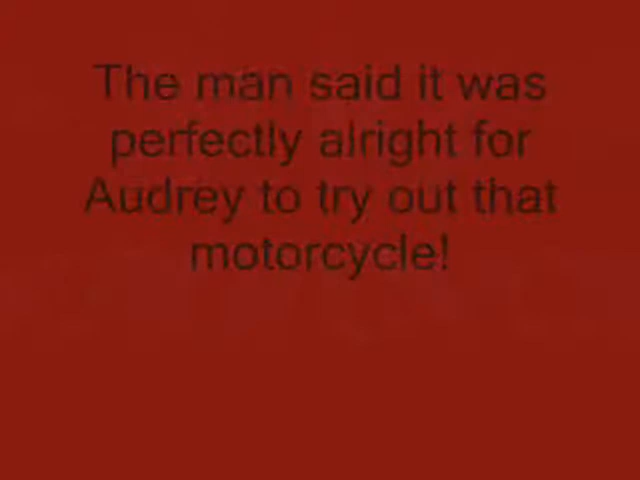 The man said it was
perfectly alright for
Audrey to try out that
motorcycle!